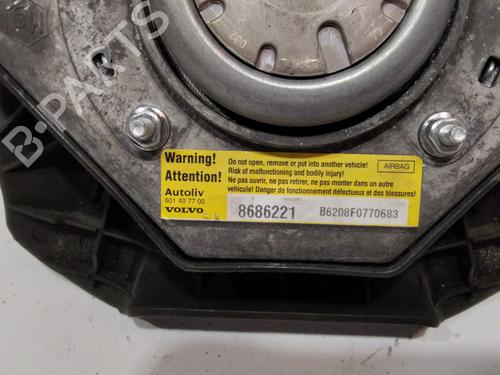 B-PARTS
Warning!
Attention!
Do not open, remove or put into another vehicle!
Risk of malfunctioning and bodily injury!
Ne pas ouvrir, ne pas retirer, ne pas monter dans un autre
vehicule! Danger de fonctionnement défectueux et des blessures!
AIRBAG
Autoliv
601 40 77 00
VOLVO
8686221
B6208F0770683